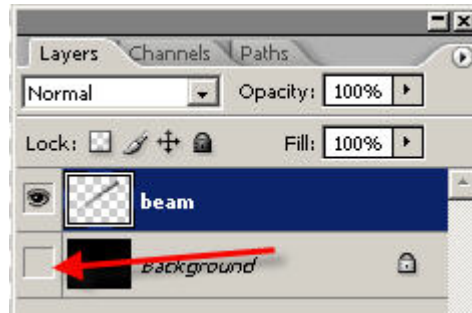 Layers Channels Paths
Normal Opacity: 100%
Lock: Fill: 100%
beam
Background